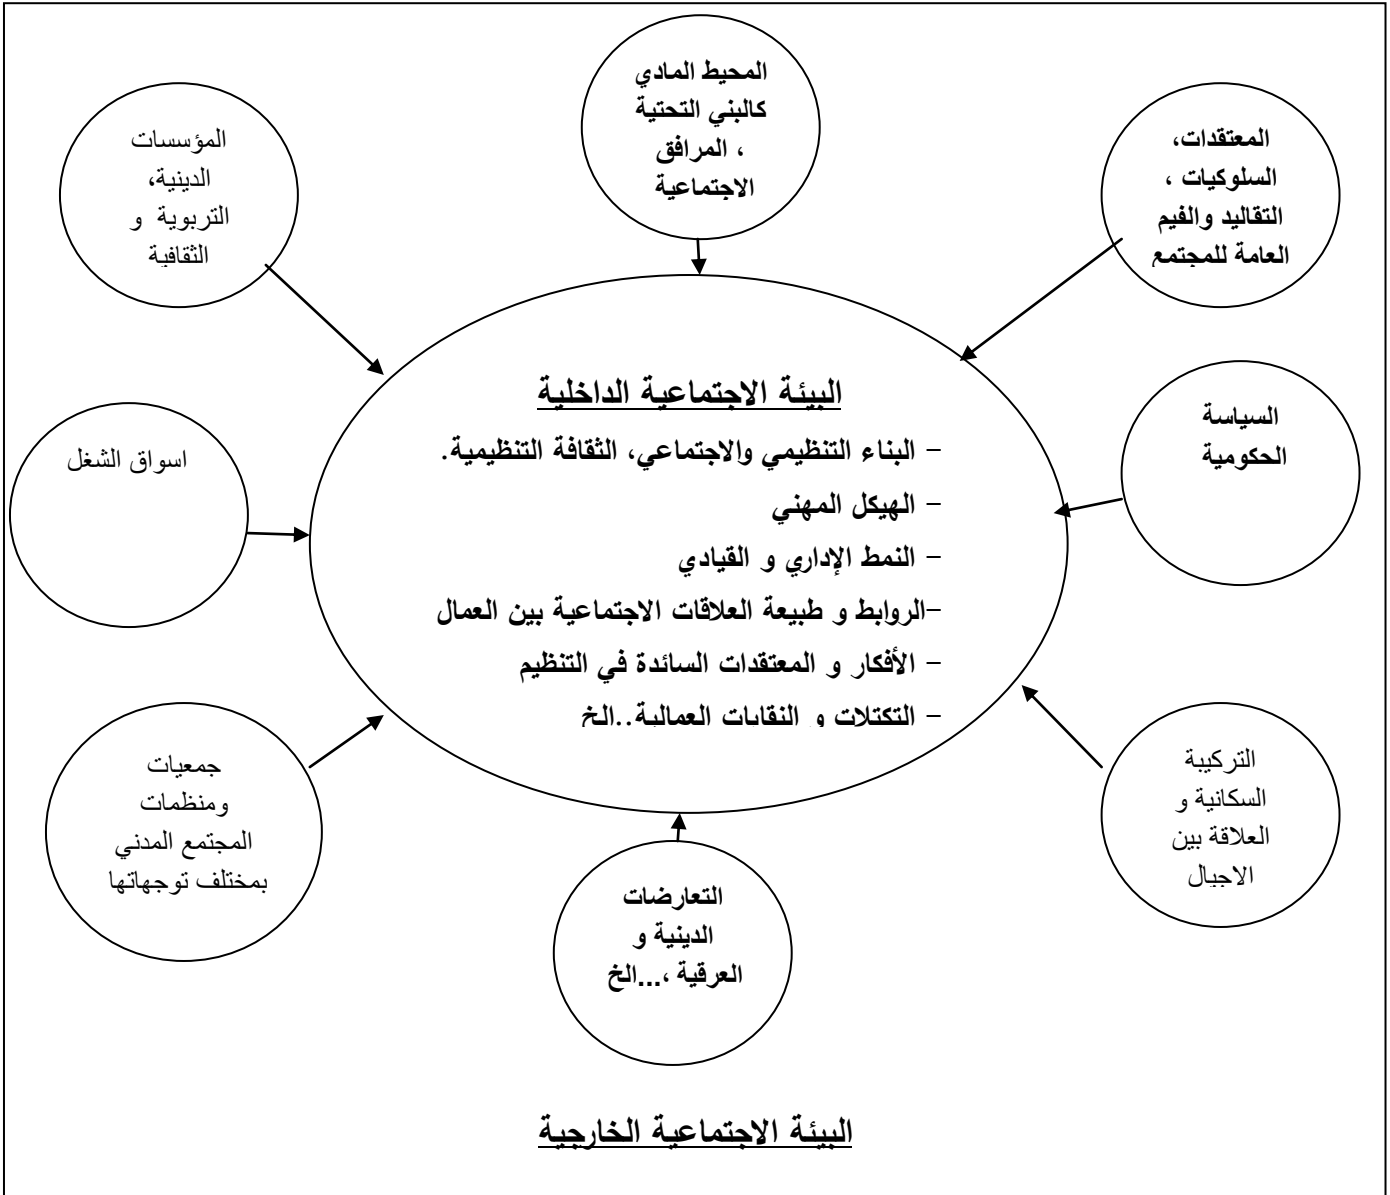 المحيط المادي
كالبني التحتية
، المرافق
الاجتماعية
المعتقدات،
السلوكيات ،
التقاليد والفيم
العامة للمجتمع
المؤسسات
الدينية،
التربوية و
الثقافية
السياسة
الحكومية
اسواق الشغل
البيئة الاجتماعية الداخلية
- البناء التنظيمي والاجتماعي، الثقافة التنظيمية.
- الهيكل المهني
- النمط الإداري و القيادي
-الروابط و طبيعة العلاقات الاجتماعية بين العمال
- الأفكار و المعتقدات السائدة في التنظيم
- التكتلات و النقابات العمالية..الخ
التركيبة
السكانية و
العلاقة بين
الاجيال
جمعيات
ومنظمات
المجتمع المدني
بمختلف توجهاتها
التعارضات
الدينية و
العرقية ،...الخ
البيئة الاجتماعية الخارجية